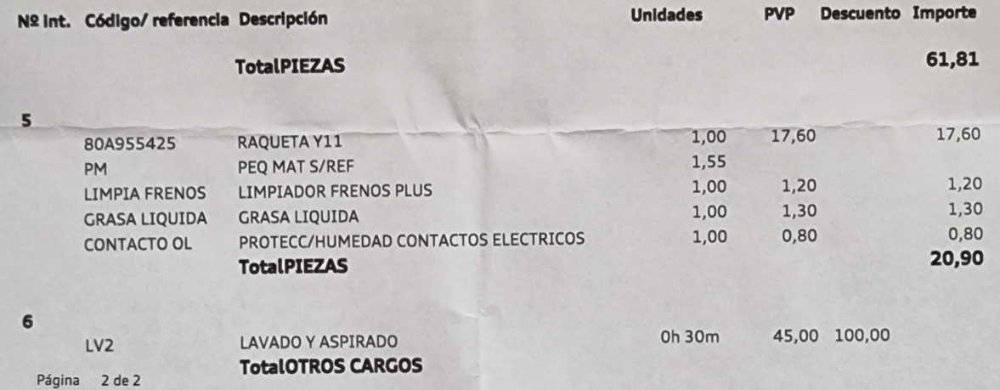 Nº Int. Código/ referencia Descripción Unidades PVP Descuento Importe
TotalPIEZAS 61,81
5
80A955425 RAQUETA Y11 1,00 17,60 17,60
PM PEQ MAT S/REF 1,55
LIMPIA FRENOS LIMPIADOR FRENOS PLUS 1,00 1,20 1,20
GRASA LIQUIDA GRASA LIQUIDA 1,00 1,30 1,30
CONTACTO OL PROTECC/HUMEDAD CONTACTOS ELECTRICOS 1,00 0,80 0,80
TotalPIEZAS 20,90
6
LV2 LAVADO Y ASPIRADO 0h 30m 45,00 100,00
TotalOTROS CARGOS
Página 2 de 2